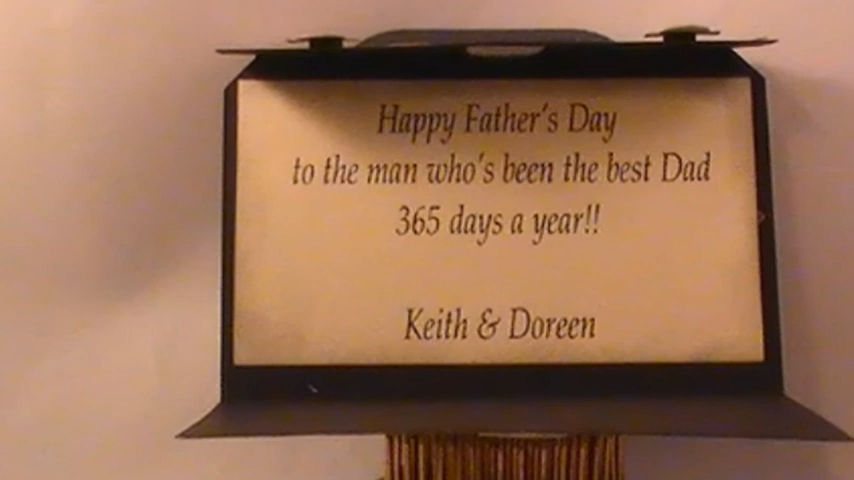 Happy Father's Day
to the man who's been the best Dad
365 days a year!!
Keith & Doreen